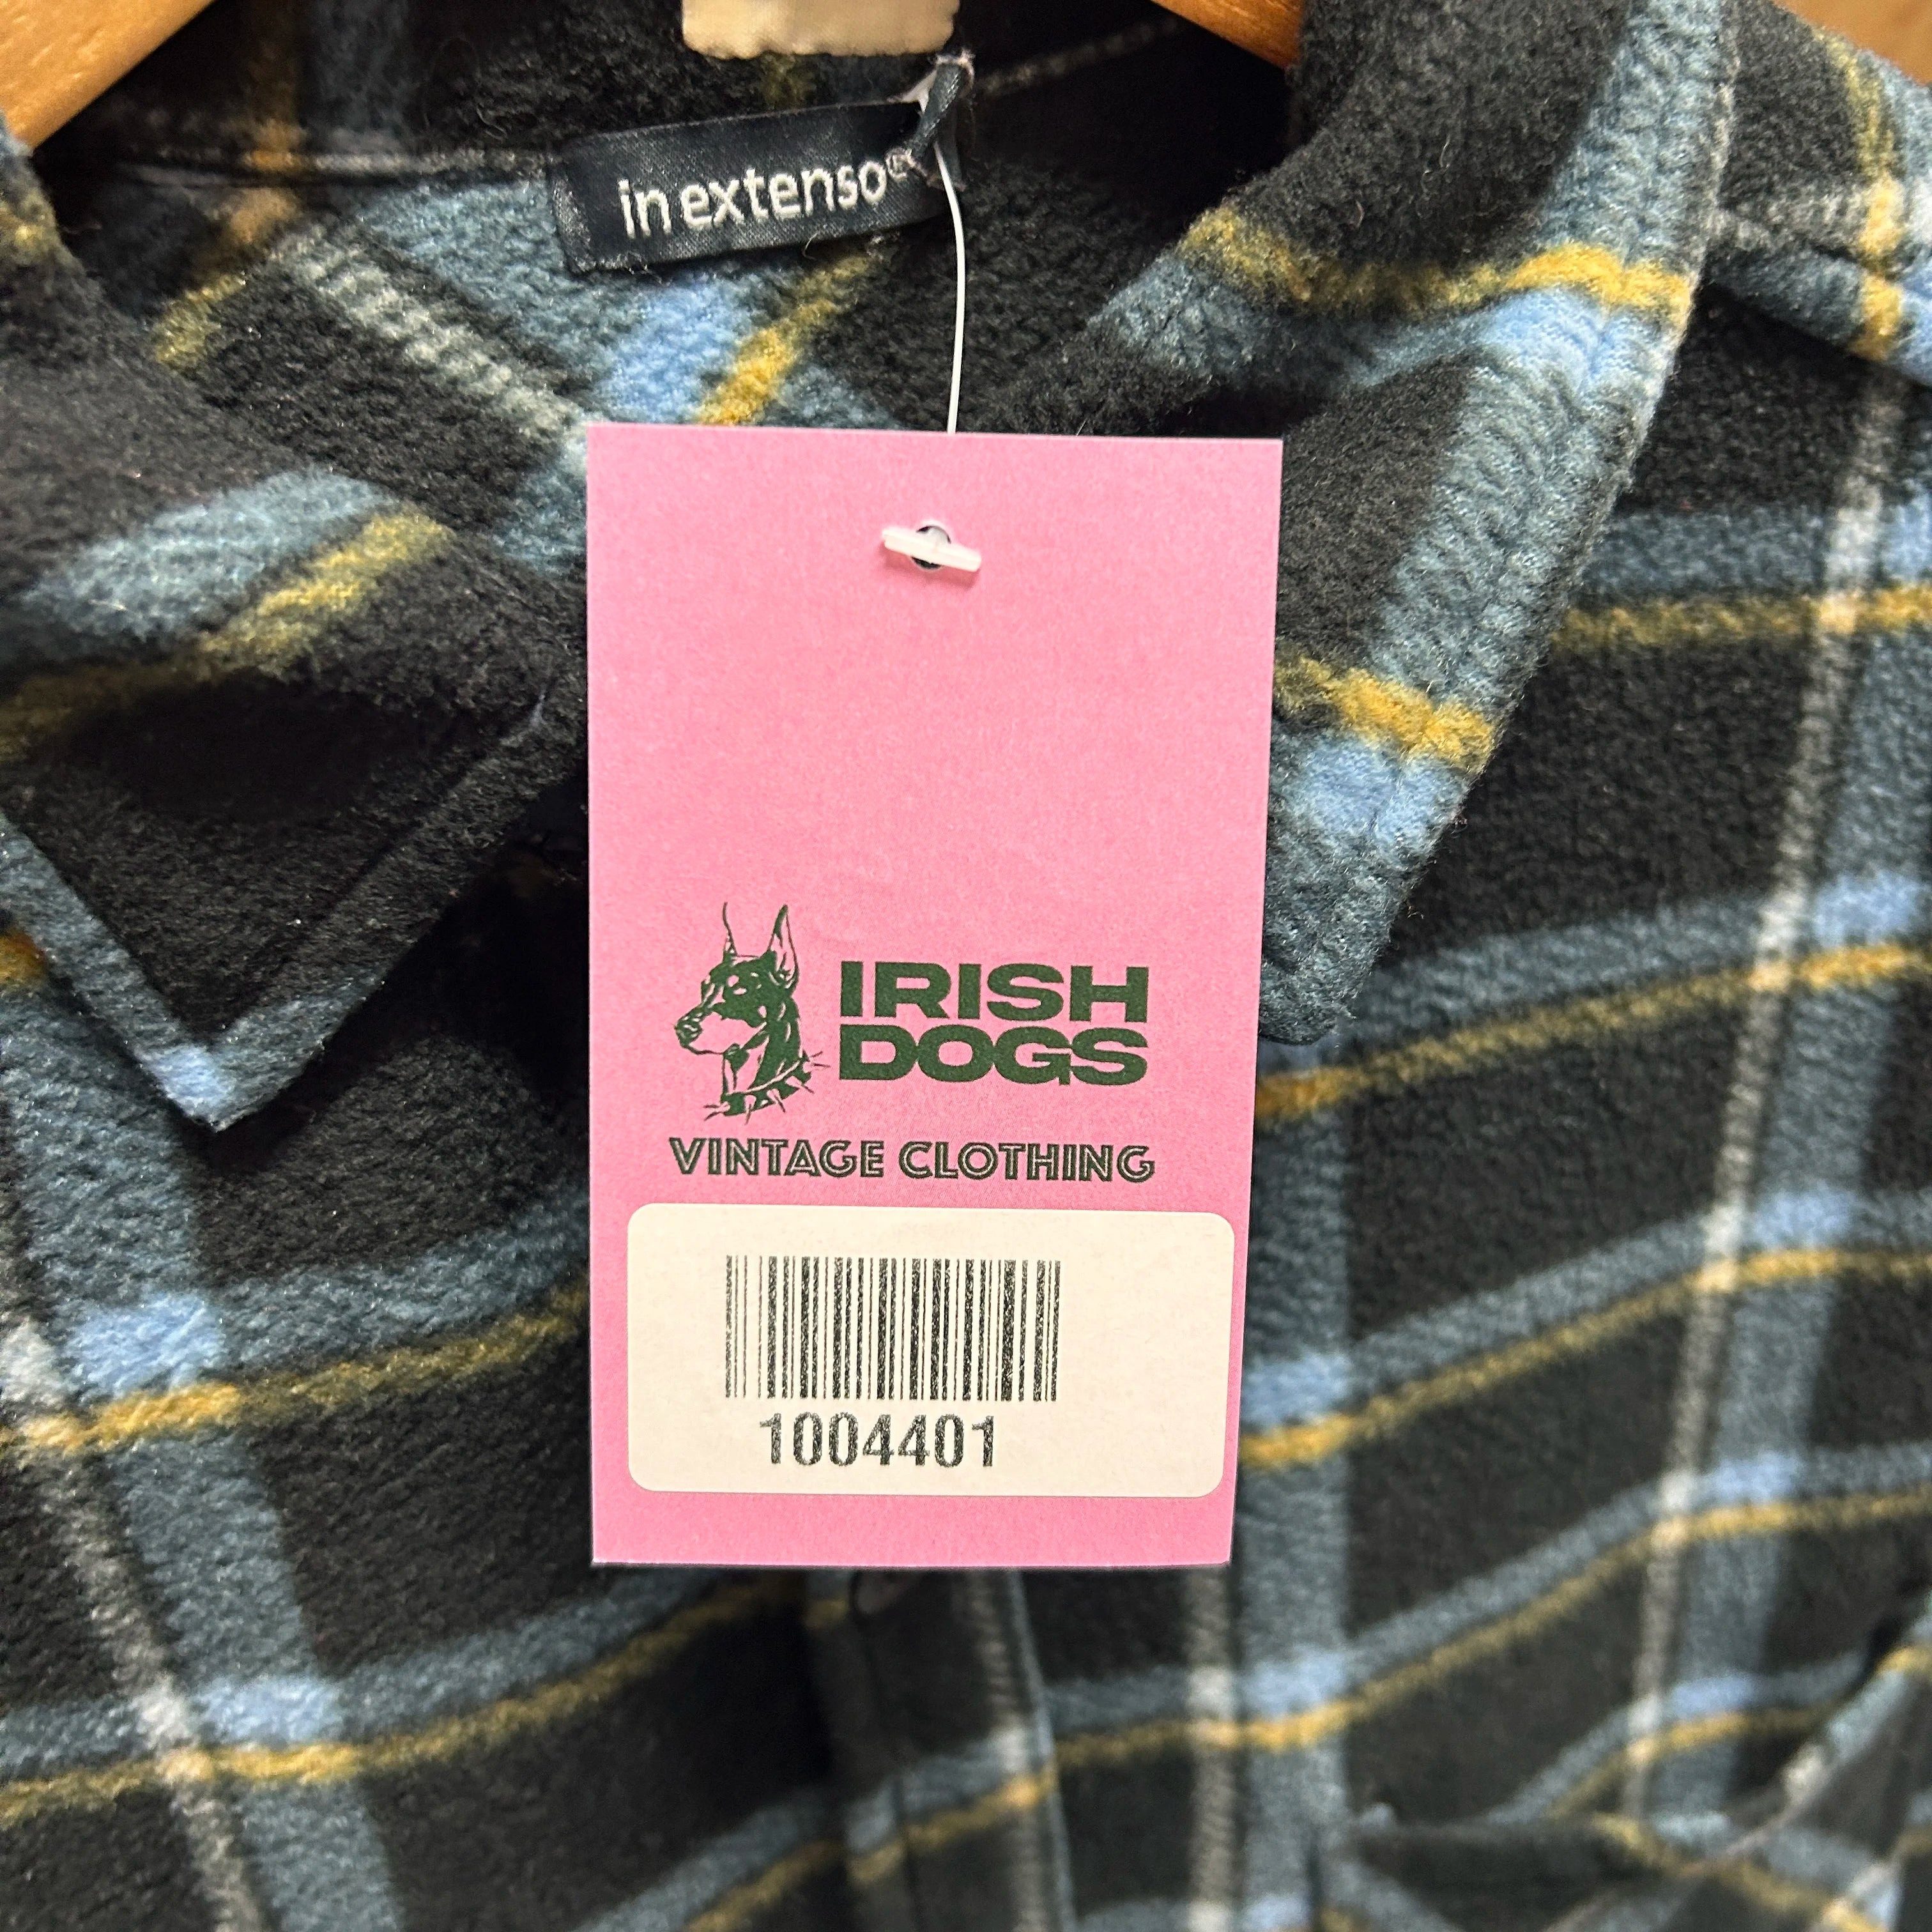 in extenso®
IRISH
DOGS
VINTAGE CLOTHING
1004401